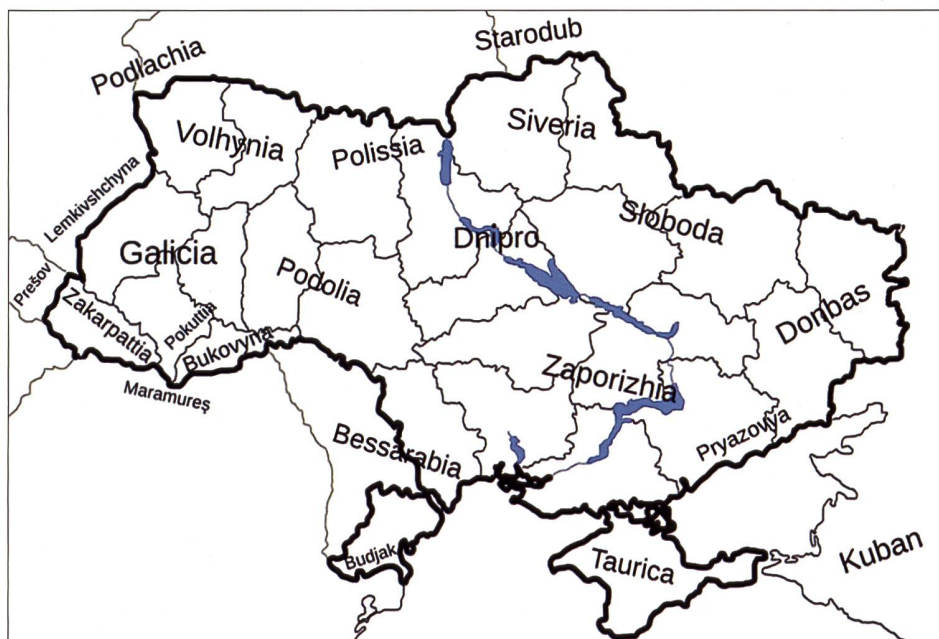 Starodub
Podlachia
Siveria
Volhynia
Polissia
Lemkivshchyna
Sloboda
Dnipro
Galicia
Podolia
Prešov
Zakarpattia
Pokuttia
Bukovyna
Donbas
Zaporizhia
Maramureş
Bessarabia
Pryazovya
Budjak
Taurica
Kuban